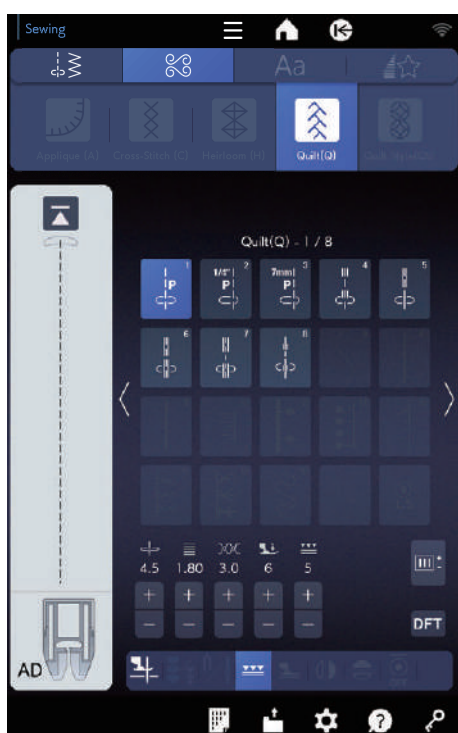 Sewing
Aa
Applique (A) Cross-Stitch (C) Heirloom (H) Quilt(Q)
Quilt(Q) - 1 / 8
1 2 3 4 5
1/4" 7mm
P P P
6 7 8
4.5 1.80 3.0 6 5
+ + + + +
- - - - -
DFT
AD
?